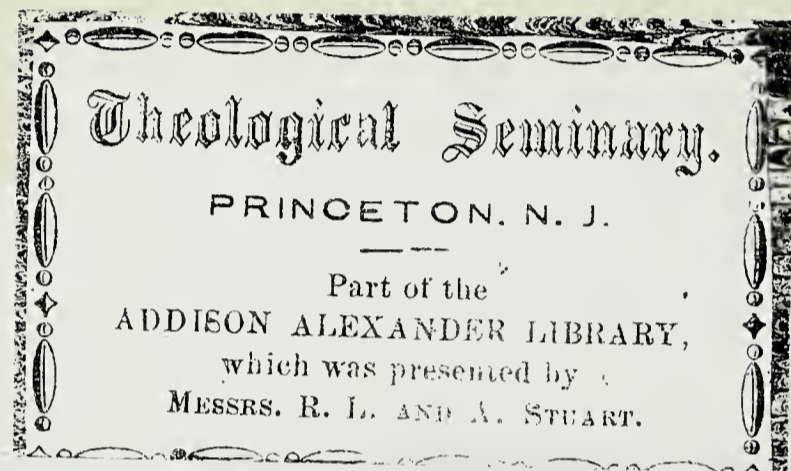 Theological Seminary.
PRINCETON. N. J.
Part of the
ADDISON ALEXANDER LIBRARY,
which was presented by
MESSRS. R. L. AND A. STUART.